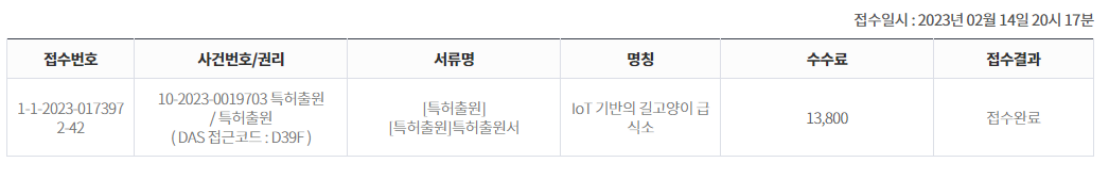 접수일시 : 2023년 02월 14일 20시 17분
접수번호 사건번호/권리 서류명 명칭 수수료 접수결과
1-1-2023-017397
2-42
10-2023-0019703 특허출원
/ 특허출원
( DAS 접근코드 : D39F )
[특허출원]
[특허출원]특허출원서
IoT 기반의 길고양이 급
식소
13,800
접수완료